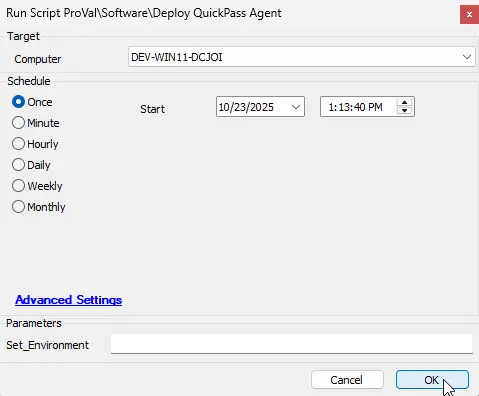 Run Script ProVal\Software\Deploy QuickPass Agent x
Target
Computer DEV-WIN11-DCJOI
Schedule
Once Start 10/23/2025 1:13:40 PM
Minute
Hourly
Daily
Weekly
Monthly
Advanced Settings
Parameters
Set_Environment
Cancel OK